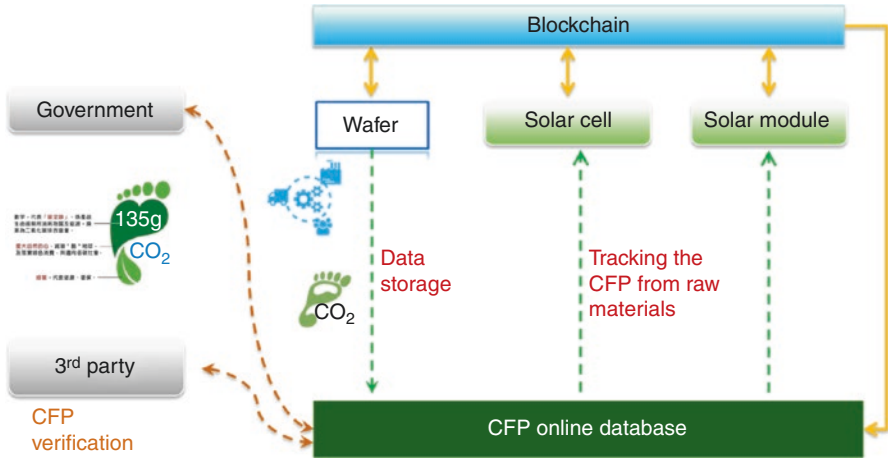 Blockchain
Government
Wafer
Solar cell
Solar module
135g
CO2
Data
storage
Tracking the
CFP from raw
materials
CO2
3rd party
CFP
verification
CFP online database